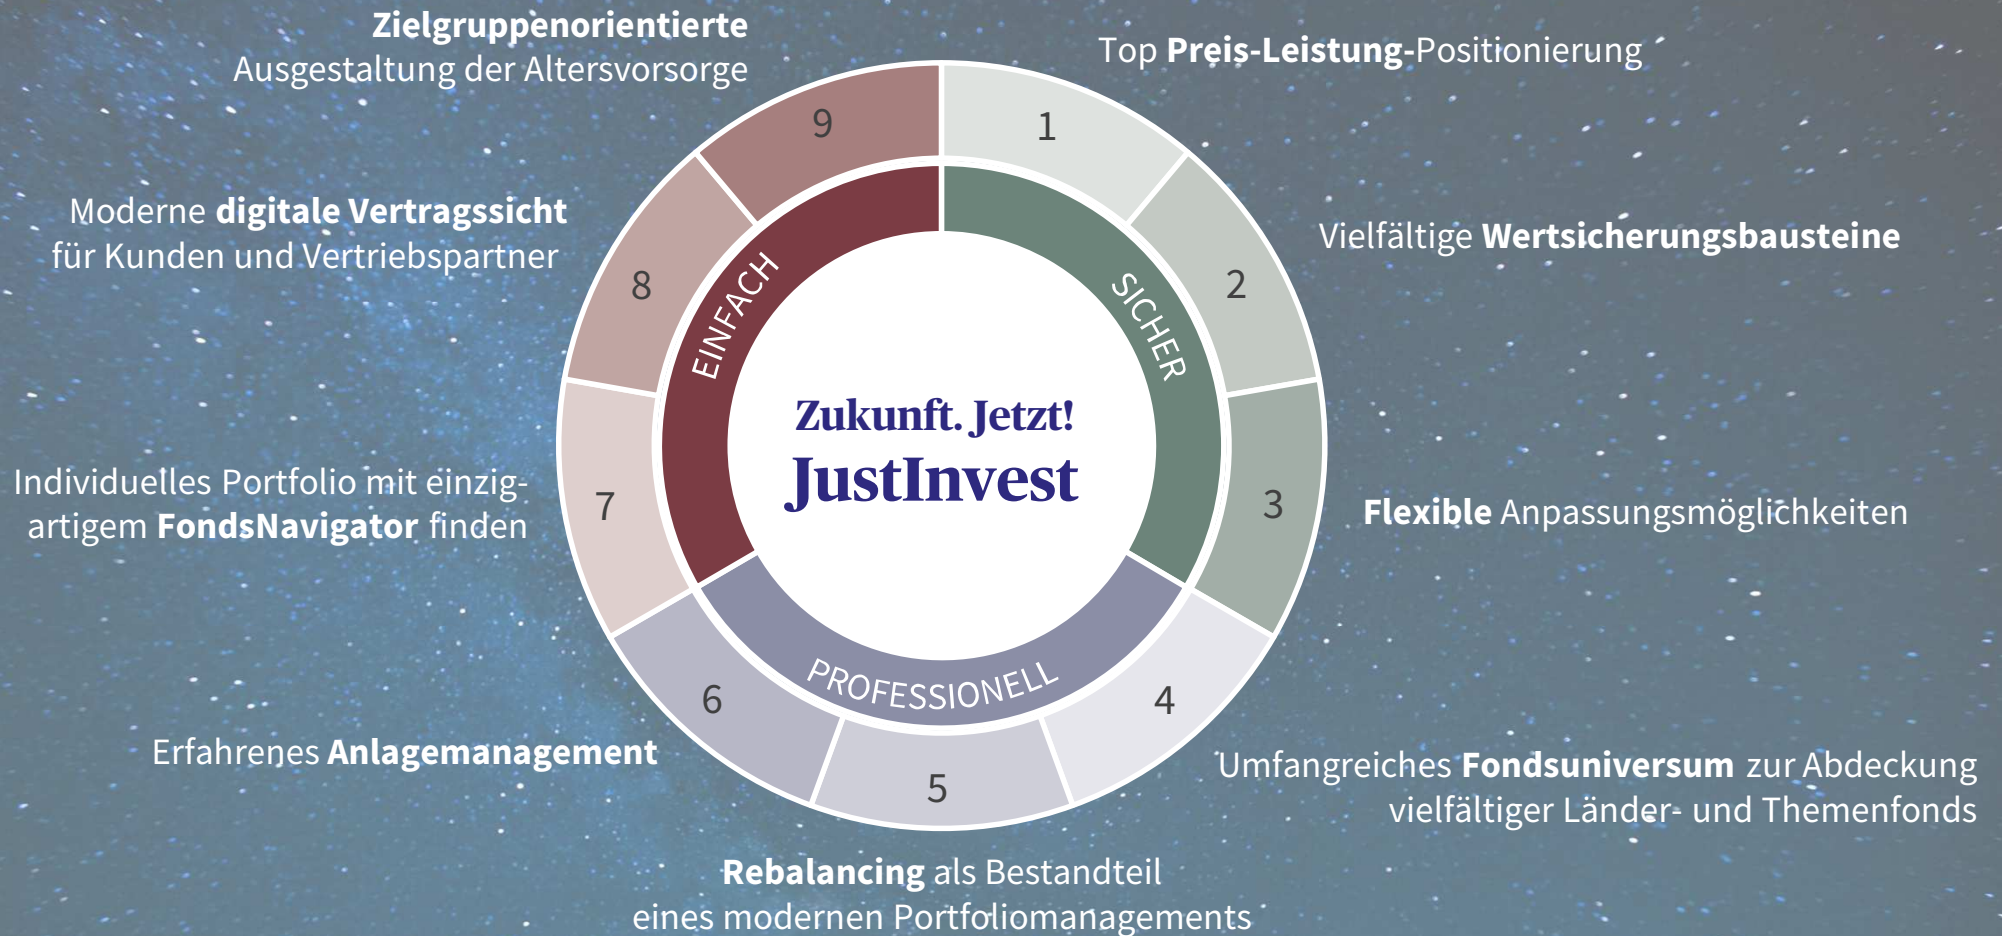 Zielgruppenorientierte
Ausgestaltung der Altersvorsorge
Top Preis-Leistung-Positionierung
9
1
Moderne digitale Vertragssicht
für Kunden und Vertriebspartner
Vielfältige Wertsicherungsbausteine
8
2
EINFACH
SICHER
Zukunft. Jetzt!
JustInvest
Individuelles Portfolio mit einzig-
artigem FondsNavigator finden
7
3
Flexible Anpassungsmöglichkeiten
PROFESSIONELL
6
4
Erfahrenes Anlagemanagement
5
Umfangreiches Fondsuniversum zur Abdeckung
vielfältiger Länder- und Themenfonds
Rebalancing als Bestandteil
eines modernen Portfoliomanagements